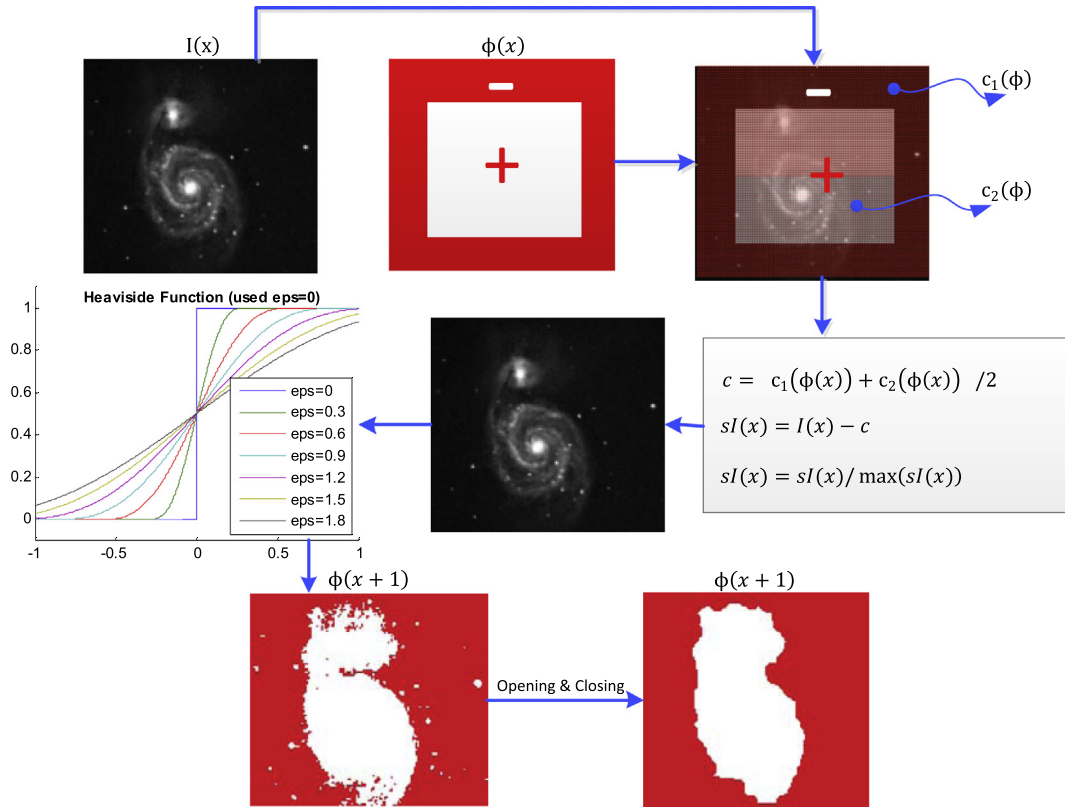 I(x)
ϕ(x)
−
+
−
+
c₁(ϕ)
c₂(ϕ)
Heaviside Function (used eps=0)
1
0.8
0.6
0.4
0.2
0
-1
-0.5
0
0.5
1
eps=0
eps=0.3
eps=0.6
eps=0.9
eps=1.2
eps=1.5
eps=1.8
c = c₁(ϕ(x)) + c₂(ϕ(x)) /2
sI(x) = I(x) − c
sI(x) = sI(x)/ max(sI(x))
ϕ(x + 1)
Opening & Closing
ϕ(x + 1)